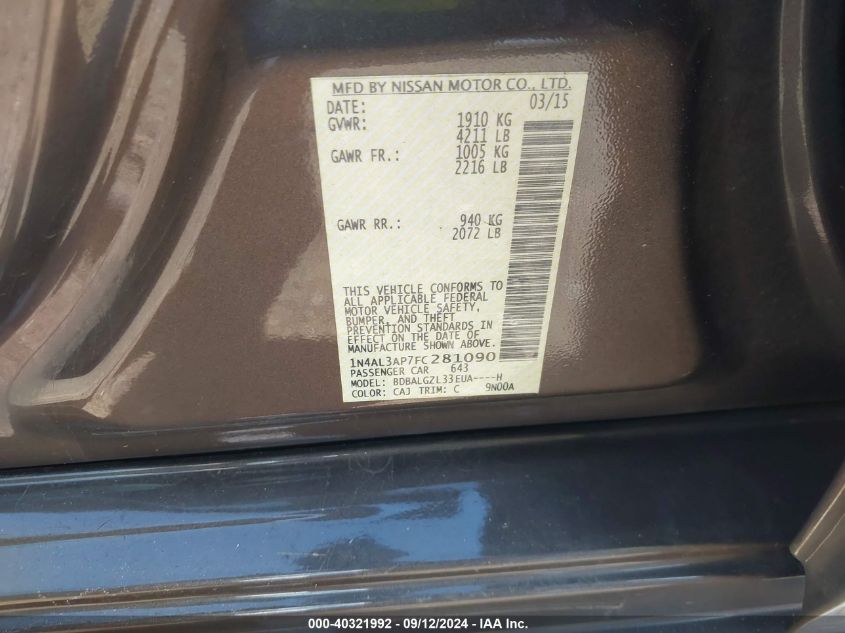 MFD BY NISSAN MOTOR CO., LTD.
DATE: 03/15
GVWR: 1910 KG
4211 LB
GAWR FR.: 1005 KG
2216 LB
GAWR RR.: 940 KG
2072 LB
THIS VEHICLE CONFORMS TO
ALL APPLICABLE FEDERAL
MOTOR VEHICLE SAFETY,
BUMPER, AND THEFT
PREVENTION STANDARDS IN
EFFECT ON THE DATE OF
MANUFACTURE SHOWN ABOVE.
1N4AL3AP7FC281090
PASSENGER CAR 643
MODEL: BDBALGZL33EUA----H
COLOR: CAJ TRIM: C 9N00A
000-40321992 - 09/12/2024 - IAA Inc.